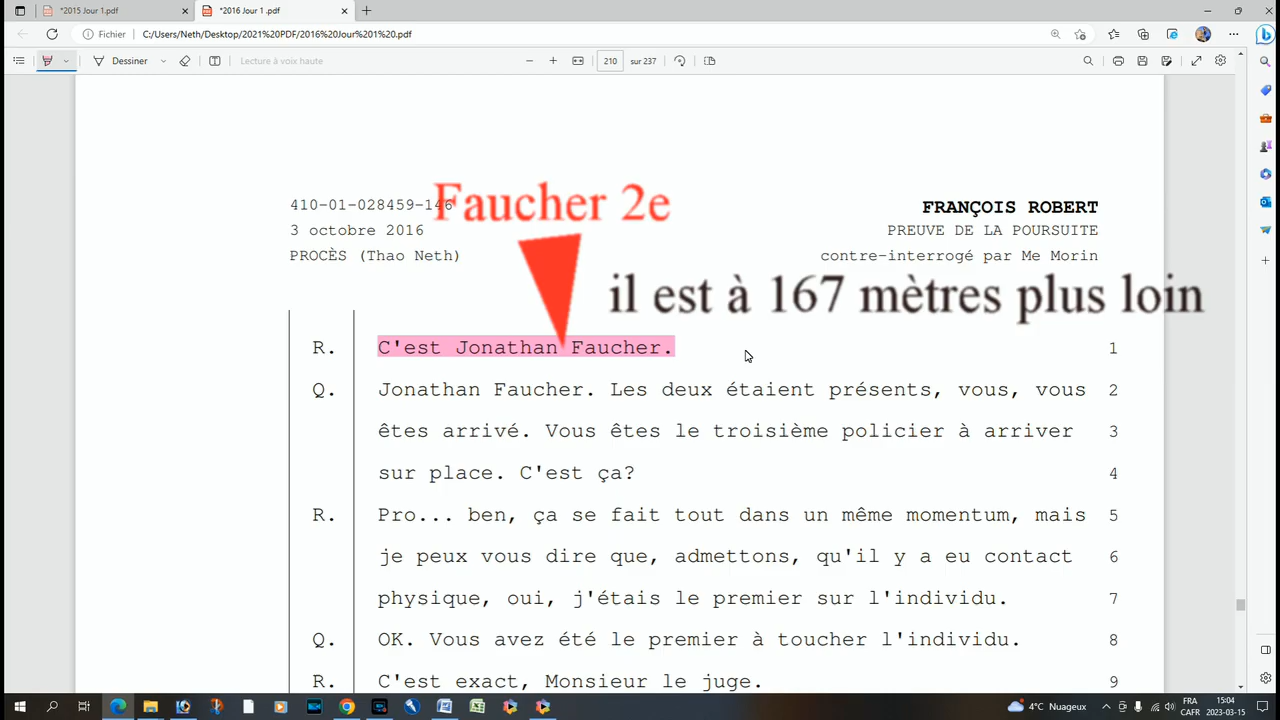 *2015 Jour 1.pdf
*2016 Jour 1 .pdf
Fichier
C:/Users/Neth/Desktop/2021%20PDF/2016%20Jour%201%20.pdf
Dessiner
Lecture à voix haute
210
sur 237
410-01-028459-146
Faucher 2e
FRANÇOIS ROBERT
3 octobre 2016
PREUVE DE LA POURSUITE
PROCÈS (Thao Neth)
contre-interrogé par Me Morin
il est à 167 mètres plus loin
R. C'est Jonathan Faucher. 1
Q. Jonathan Faucher. Les deux étaient présents, vous, vous 2
êtes arrivé. Vous êtes le troisième policier à arriver 3
sur place. C'est ça? 4
R. Pro... ben, ça se fait tout dans un même momentum, mais 5
je peux vous dire que, admettons, qu'il y a eu contact 6
physique, oui, j'étais le premier sur l'individu. 7
Q. OK. Vous avez été le premier à toucher l'individu. 8
R. C'est exact, Monsieur le juge. 9
4°C Nuageux
FRA
CAFR
15:04
2023-03-15